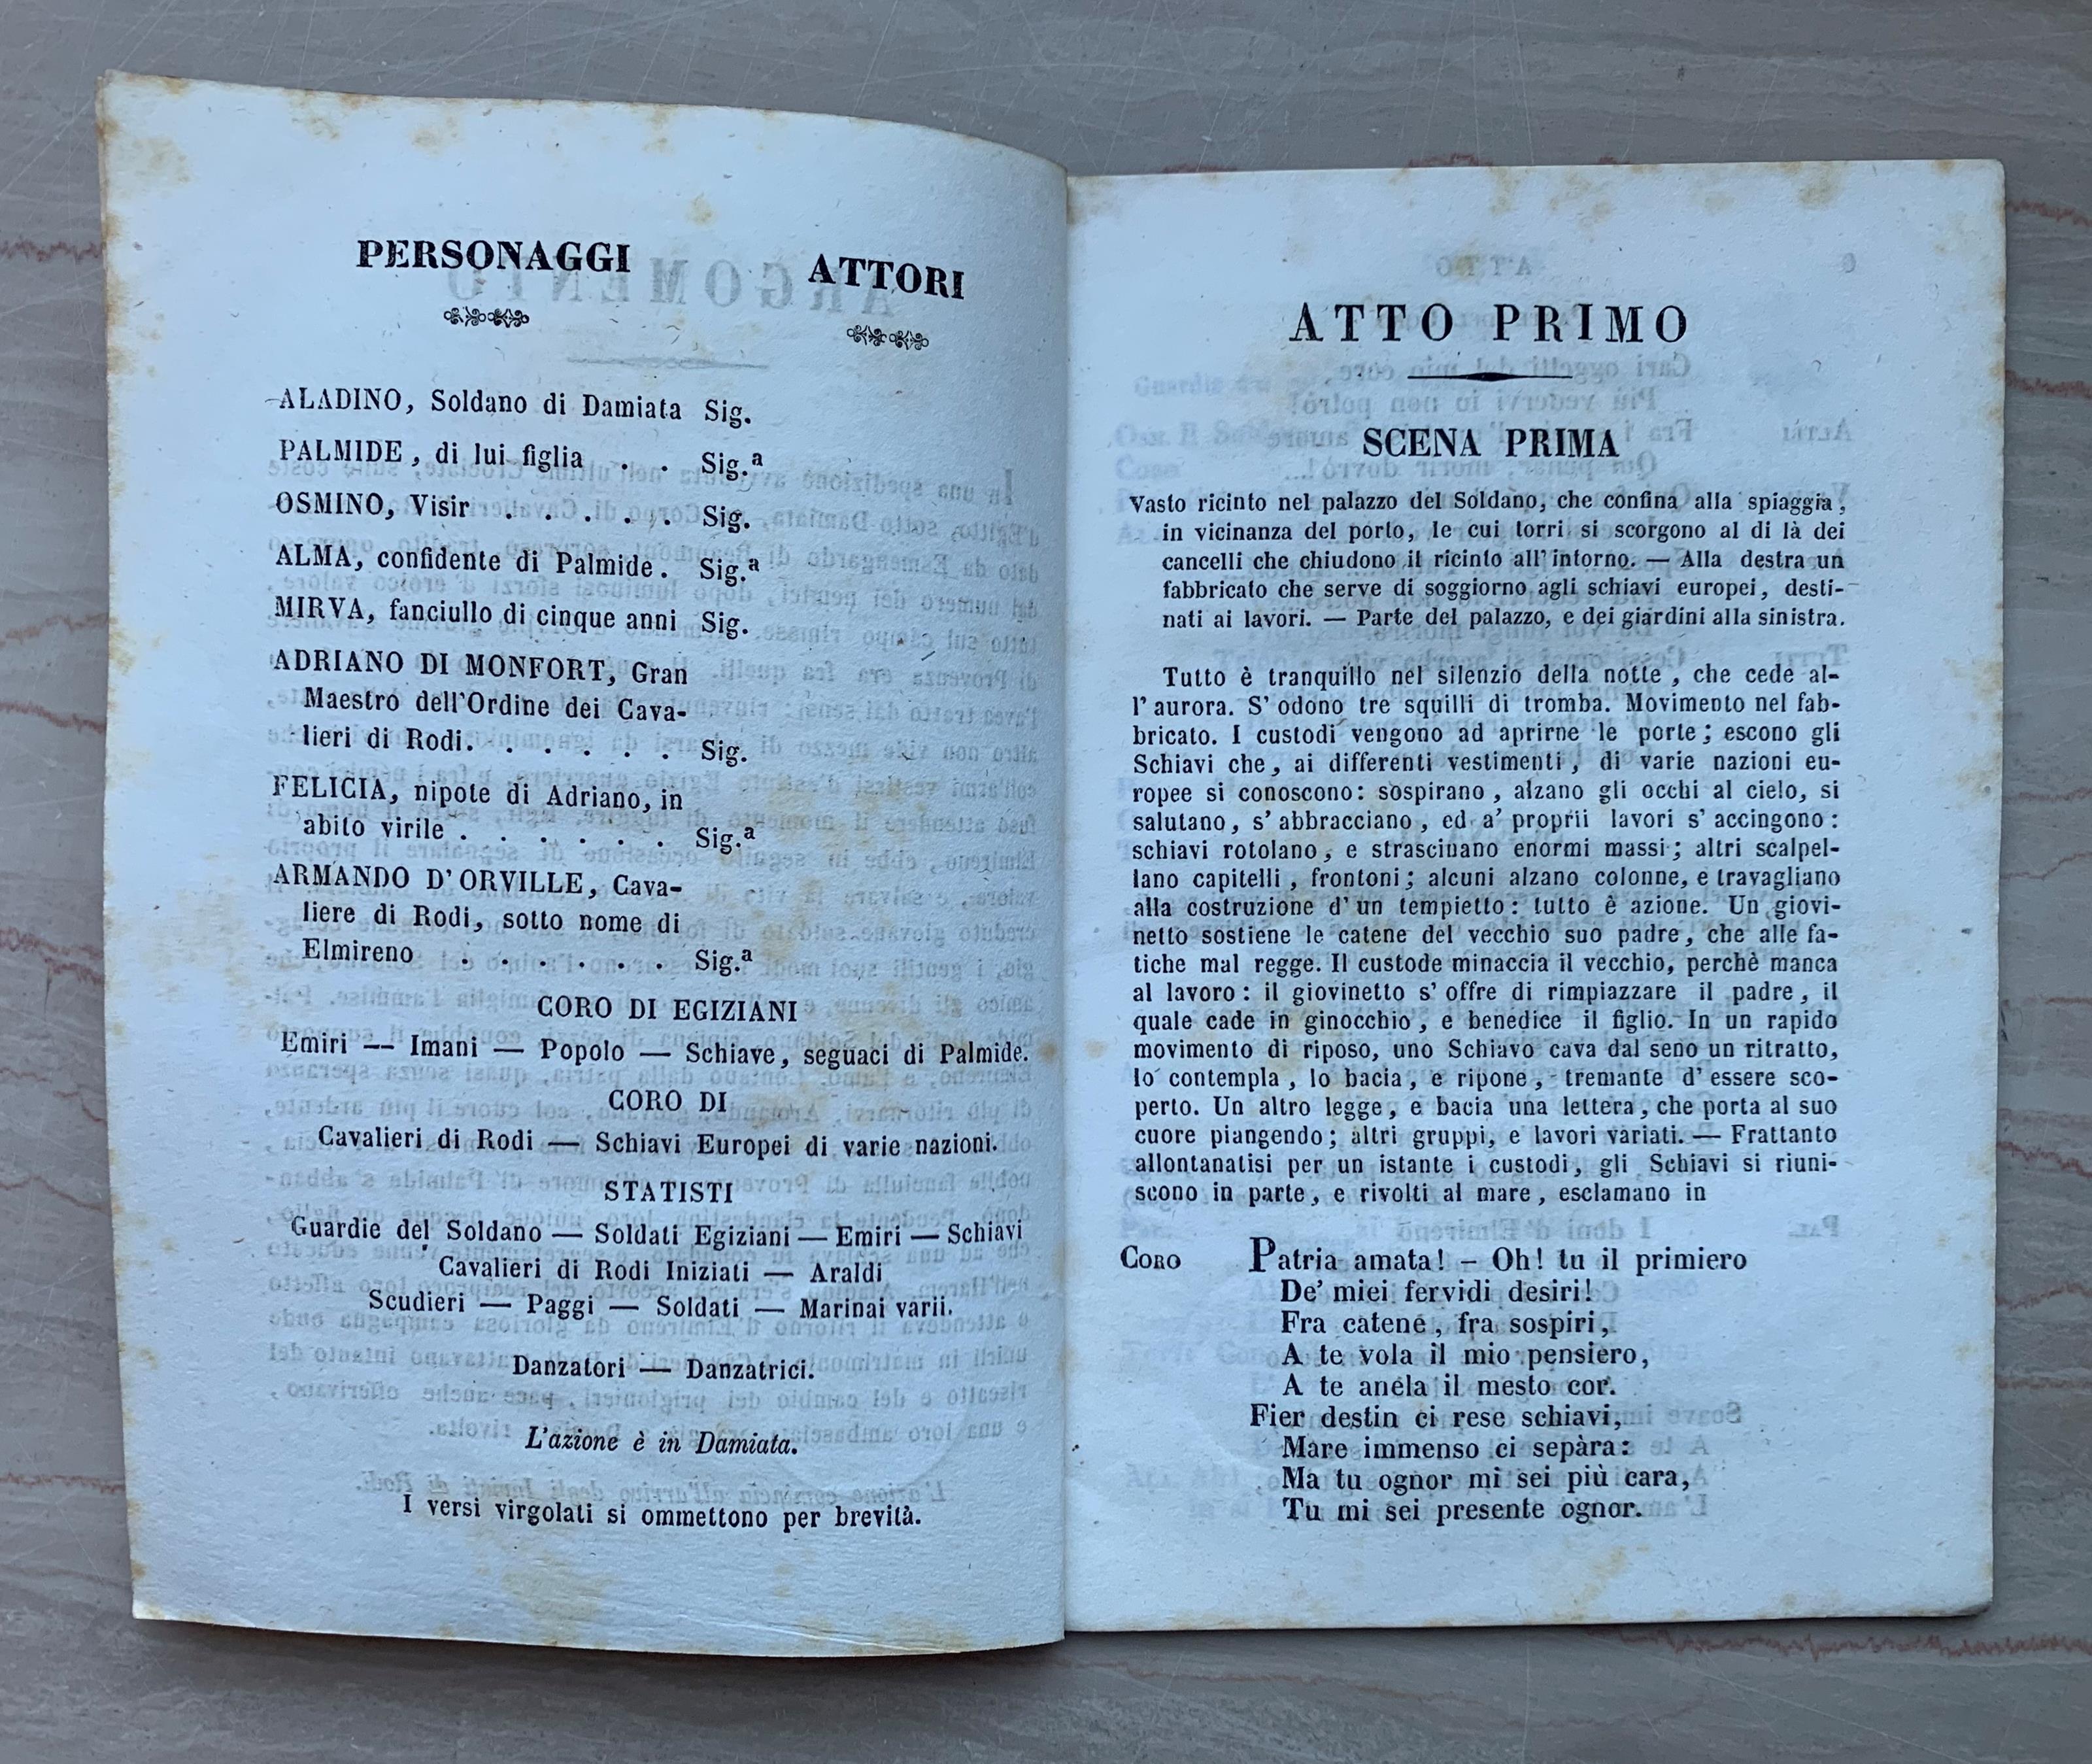 PERSONAGGI ATTORI
ALADINO, Soldano di Damiata Sig.
PALMIDE, di lui figlia . . Sig.ª
OSMINO, Visir . . . . . . Sig.
ALMA, confidente di Palmide. Sig.ª
MIRVA, fanciullo di cinque anni Sig.
ADRIANO DI MONFORT, Gran
Maestro dell'Ordine dei Cava-
lieri di Rodi. . . . . . Sig.
FELICIA, nipote di Adriano, in
abito virile . . . . . . Sig.ª
ARMANDO D'ORVILLE, Cava-
liere di Rodi, sotto nome di
Elmireno . . . . . . Sig.ª
CORO DI EGIZIANI
Emiri — Imani — Popolo — Schiave, seguaci di Palmide.
CORO DI
Cavalieri di Rodi — Schiavi Europei di varie nazioni.
STATISTI
Guardie del Soldano — Soldati Egiziani — Emiri — Schiavi
Cavalieri di Rodi Iniziati — Araldi
Scudieri — Paggi — Soldati — Marinai varii.
Danzatori — Danzatrici.
L'azione è in Damiata.
I versi virgolati si ommettono per brevità.
ATTO PRIMO
SCENA PRIMA
Vasto ricinto nel palazzo del Soldano, che confina alla spiaggia,
in vicinanza del porto, le cui torri si scorgono al di là dei
cancelli che chiudono il ricinto all'intorno. — Alla destra un
fabbricato che serve di soggiorno agli schiavi europei, desti-
nati ai lavori. — Parte del palazzo, e dei giardini alla sinistra.
Tutto è tranquillo nel silenzio della notte, che cede al-
l'aurora. S'odono tre squilli di tromba. Movimento nel fab-
bricato. I custodi vengono ad aprirne le porte; escono gli
Schiavi che, ai differenti vestimenti, di varie nazioni eu-
ropee si conoscono: sospirano, alzano gli occhi al cielo, si
salutano, s'abbracciano, ed a' proprii lavori s'accingono:
schiavi rotolano, e strascinano enormi massi; altri scalpel-
lano capitelli, frontoni; alcuni alzano colonne, e travagliano
alla costruzione d'un tempietto: tutto è azione. Un giovi-
netto sostiene le catene del vecchio suo padre, che alle fa-
tiche mal regge. Il custode minaccia il vecchio, perchè manca
al lavoro: il giovinetto s'offre di rimpiazzare il padre, il
quale cade in ginocchio, e benedice il figlio. In un rapido
movimento di riposo, uno Schiavo cava dal seno un ritratto,
lo contempla, lo bacia, e ripone, tremante d'essere sco-
perto. Un altro legge, e bacia una lettera, che porta al suo
cuore piangendo; altri gruppi, e lavori variati. — Frattanto
allontanatisi per un istante i custodi, gli Schiavi si riuni-
scono in parte, e rivolti al mare, esclamano in
CORO Patria amata! – Oh! tu il primiero
De' miei fervidi desiri!
Fra catene, fra sospiri,
A te vola il mio pensiero,
A te anela il mesto cor.
Fier destin ci rese schiavi,
Mare immenso ci sepàra:
Ma tu ognor mi sei più cara,
Tu mi sei presente ognor.